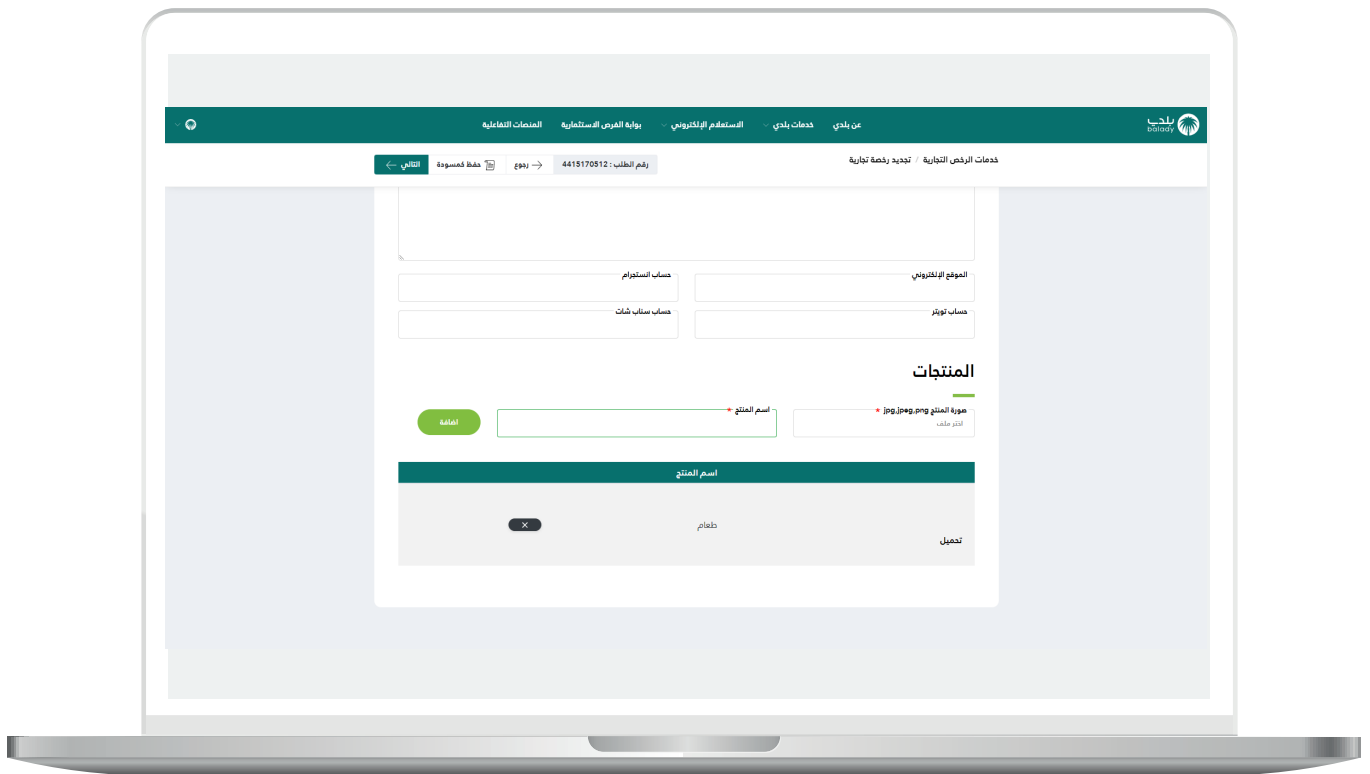 بلدي
balady
عن بلدي
خدمات بلدي
الاستعلام الإلكتروني
بوابة الفرص الاستثمارية
المنصات التفاعلية
خدمات الرخص التجارية / تجديد رخصة تجارية
رقم الطلب : 4415170512
رجوع
حفظ كمسودة
التالي
الموقع الإلكتروني
حساب انستجرام
حساب تويتر
حساب سناب شات
المنتجات
صورة المنتج jpg,jpeg,png *
اختر ملف
اسم المنتج *
اضافة
اسم المنتج
طعام
تحميل